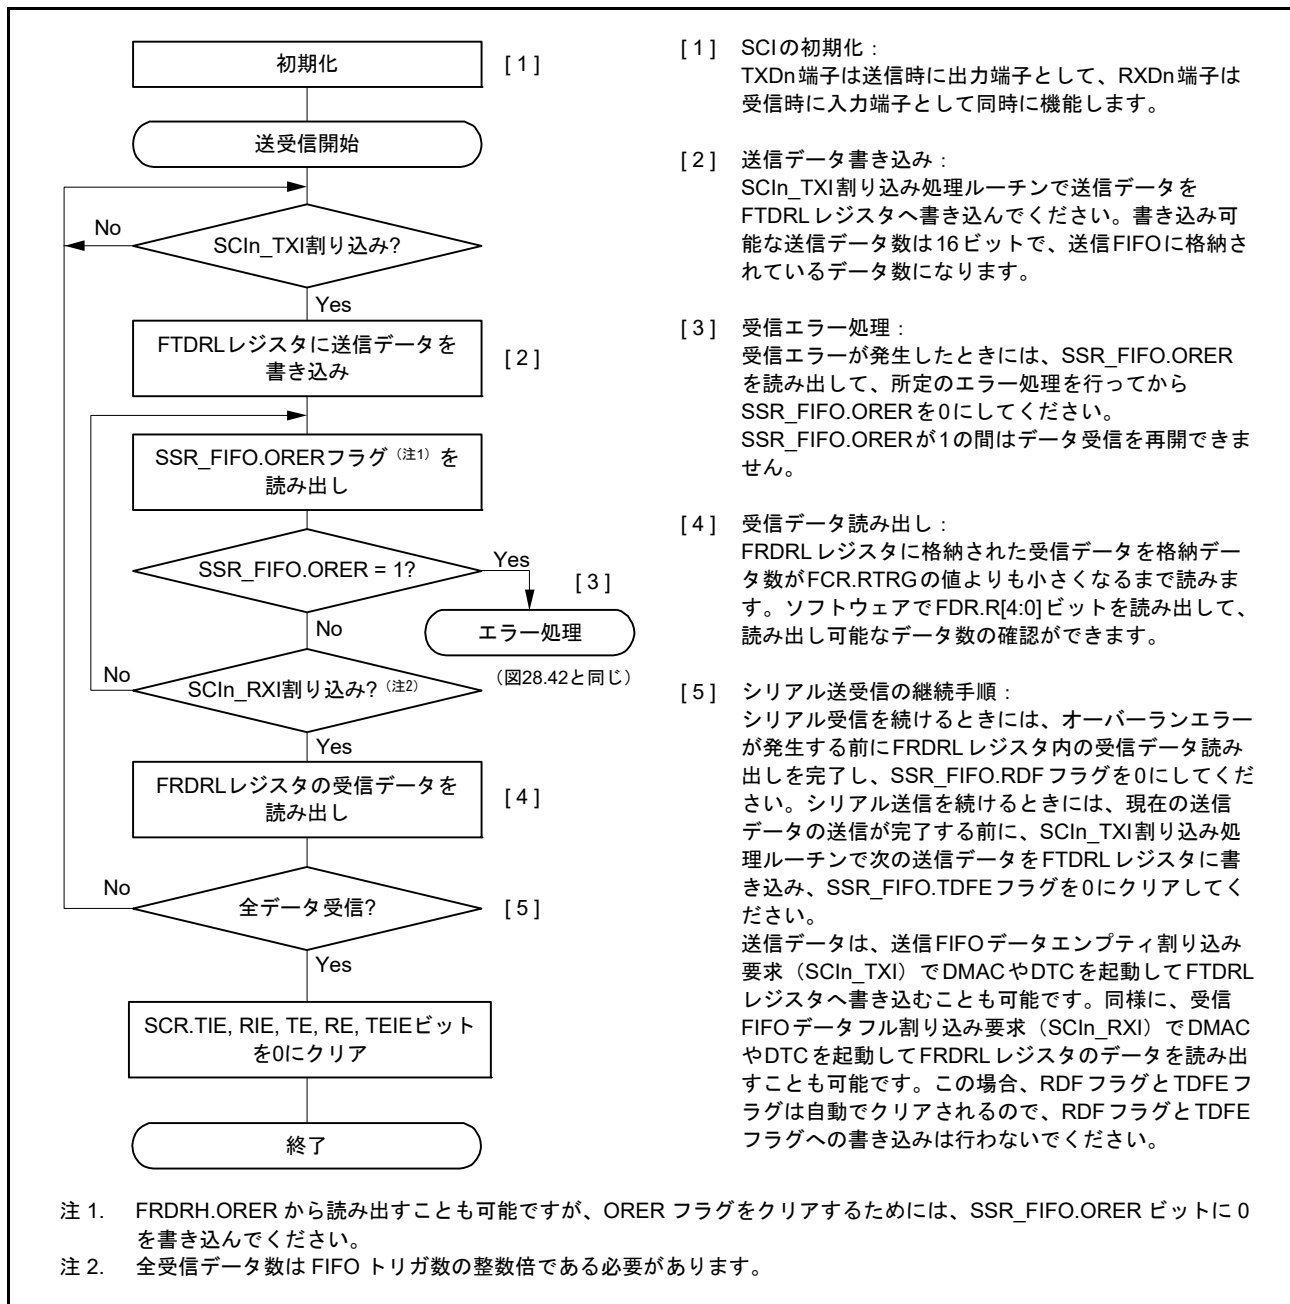 初期化
[ 1 ]
送受信開始
No
SCIn_TXI割り込み?
Yes
FTDRLレジスタに送信データを
書き込み
[ 2 ]
SSR_FIFO.ORERフラグ（注1）を
読み出し
SSR_FIFO.ORER = 1?
Yes
[ 3 ]
エラー処理
（図28.42と同じ）
No
No
SCIn_RXI割り込み?（注2）
Yes
FRDRLレジスタの受信データを
読み出し
[ 4 ]
No
全データ受信?
[ 5 ]
Yes
SCR.TIE, RIE, TE, RE, TEIEビット
を0にクリア
終了
[ 1 ] SCIの初期化：
TXDn端子は送信時に出力端子として、RXDn端子は
受信時に入力端子として同時に機能します。
[ 2 ] 送信データ書き込み：
SCIn_TXI割り込み処理ルーチンで送信データを
FTDRLレジスタへ書き込んでください。書き込み可
能な送信データ数は16ビットで、送信FIFOに格納さ
れているデータ数になります。
[ 3 ] 受信エラー処理：
受信エラーが発生したときには、SSR_FIFO.ORER
を読み出して、所定のエラー処理を行ってから
SSR_FIFO.ORERを0にしてください。
SSR_FIFO.ORERが1の間はデータ受信を再開できま
せん。
[ 4 ] 受信データ読み出し：
FRDRLレジスタに格納された受信データを格納デー
タ数がFCR.RTRGの値よりも小さくなるまで読みま
す。ソフトウェアでFDR.R[4:0]ビットを読み出して、
読み出し可能なデータ数の確認ができます。
[ 5 ] シリアル送受信の継続手順：
シリアル受信を続けるときには、オーバーランエラー
が発生する前にFRDRLレジスタ内の受信データ読み
出しを完了し、SSR_FIFO.RDFフラグを0にしてくだ
さい。シリアル送信を続けるときには、現在の送信
データの送信が完了する前に、SCIn_TXI割り込み処
理ルーチンで次の送信データをFTDRLレジスタに書
き込み、SSR_FIFO.TDFEフラグを0にクリアしてく
ださい。
送信データは、送信FIFOデータエンプティ割り込み
要求（SCIn_TXI）でDMACやDTCを起動してFTDRL
レジスタへ書き込むことも可能です。同様に、受信
FIFOデータフル割り込み要求（SCIn_RXI）でDMAC
やDTCを起動してFRDRLレジスタのデータを読み出
すことも可能です。この場合、RDFフラグとTDFEフ
ラグは自動でクリアされるので、RDFフラグとTDFE
フラグへの書き込みは行わないでください。
注 1. FRDRH.ORER から読み出すことも可能ですが、ORER フラグをクリアするためには、SSR_FIFO.ORER ビットに 0
を書き込んでください。
注 2. 全受信データ数は FIFO トリガ数の整数倍である必要があります。